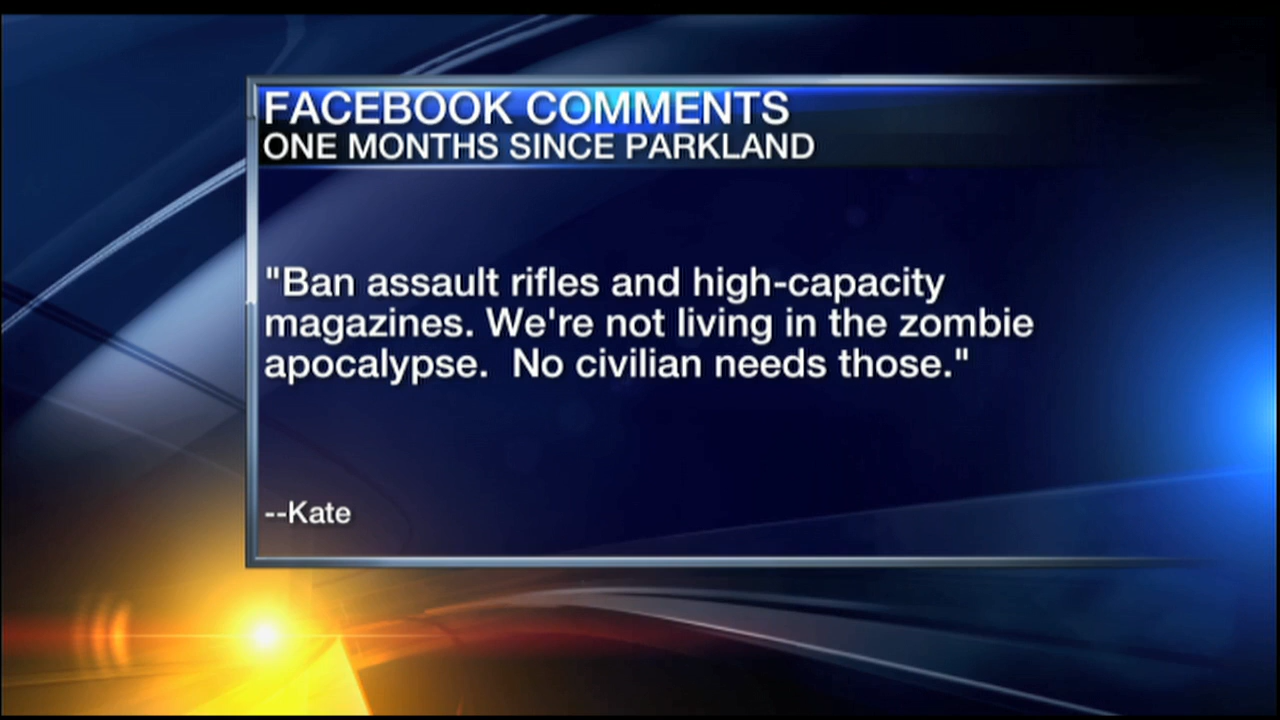 FACEBOOK COMMENTS
ONE MONTHS SINCE PARKLAND
"Ban assault rifles and high-capacity
magazines. We're not living in the zombie
apocalypse.  No civilian needs those."
--Kate